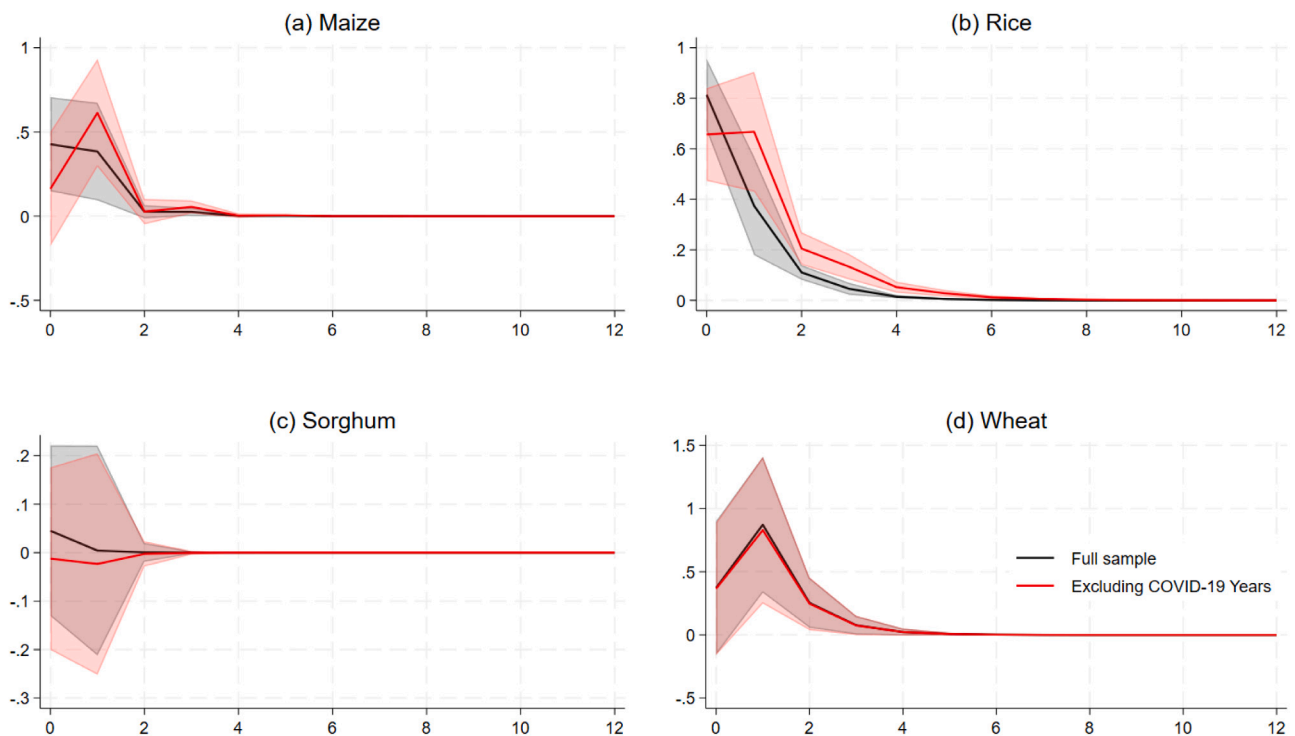 (a) Maize
1
.5
0
-.5
0 2 4 6 8 10 12
(b) Rice
1
.8
.6
.4
.2
0
0 2 4 6 8 10 12
(c) Sorghum
.2
.1
0
-.1
-.2
-.3
0 2 4 6 8 10 12
(d) Wheat
1.5
1
.5
0
-.5
Full sample
Excluding COVID-19 Years
0 2 4 6 8 10 12